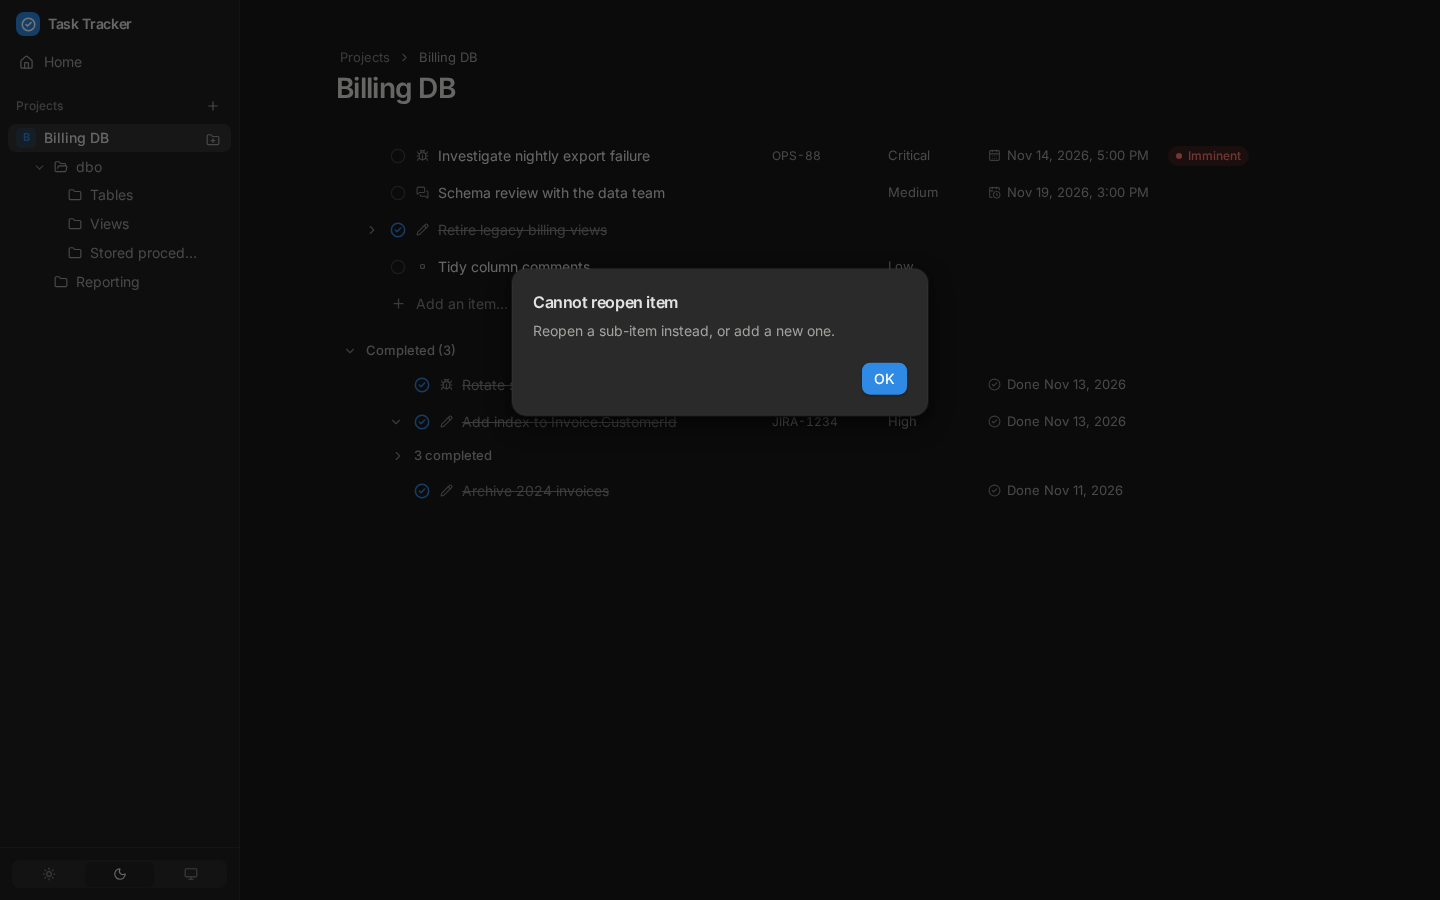 Task Tracker
Home
Projects
B Billing DB
dbo
Tables
Views
Stored proced...
Reporting
Projects > Billing DB
Billing DB
Investigate nightly export failure OPS-88 Critical Nov 14, 2026, 5:00 PM Imminent
Schema review with the data team Medium Nov 19, 2026, 3:00 PM
Retire legacy billing views
Tidy column comments Low
Add an item...
Cannot reopen item
Reopen a sub-item instead, or add a new one.
OK
Completed (3)
Rotate Done Nov 13, 2026
Add index to Invoice.CustomerId JIRA-1234 High Done Nov 13, 2026
3 completed
Archive 2024 invoices Done Nov 11, 2026